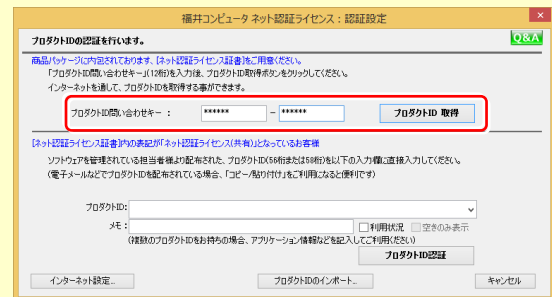 福井コンピュータ ネット認証ライセンス：認証設定
×
プロダクトIDの認証を行います。
Q&A
商品パッケージに内包されております、[ネット認証ライセンス証書]をご用意ください。
「プロダクトID問い合わせキー」(12桁)を入力後、プロダクトID取得ボタンをクリックしてください。
インターネットを通して、プロダクトIDを取得する事ができます。
プロダクトID問い合わせキー： ****** － ****** プロダクトID 取得
[ネット認証ライセンス証書]内の表記が「ネット認証ライセンス(共有)」となっているお客様
ソフトウェアを管理されている担当者様より配布された、プロダクトID(56桁または58桁)を以下の入力欄に直接入力してください。
(電子メールなどでプロダクトIDを配布されている場合、「コピー/貼り付け」をご利用になると便利です)
プロダクトID：
メモ： 利用状況 空きのみ表示
(複数のプロダクトIDをお持ちの場合、アプリケーション情報などを記入してご利用ください)
プロダクトID認証
インターネット設定... プロダクトIDのインポート... キャンセル